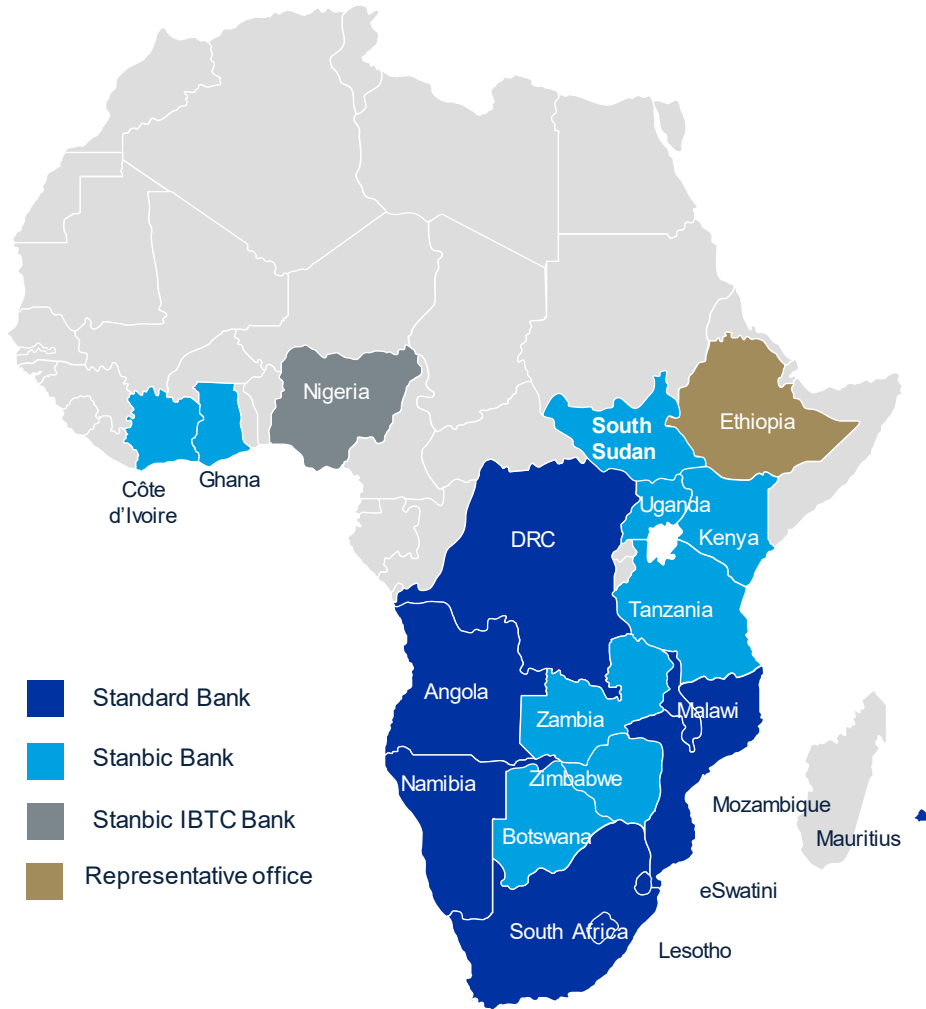 Nigeria
Ethiopia
South
Sudan
Ghana
Côte
d'Ivoire
Uganda
Kenya
DRC
Tanzania
Angola
Malawi
Zambia
Namibia
Zimbabwe
Mozambique
Botswana
Mauritius
eSwatini
South Africa
Lesotho
Standard Bank
Stanbic Bank
Stanbic IBTC Bank
Representative office